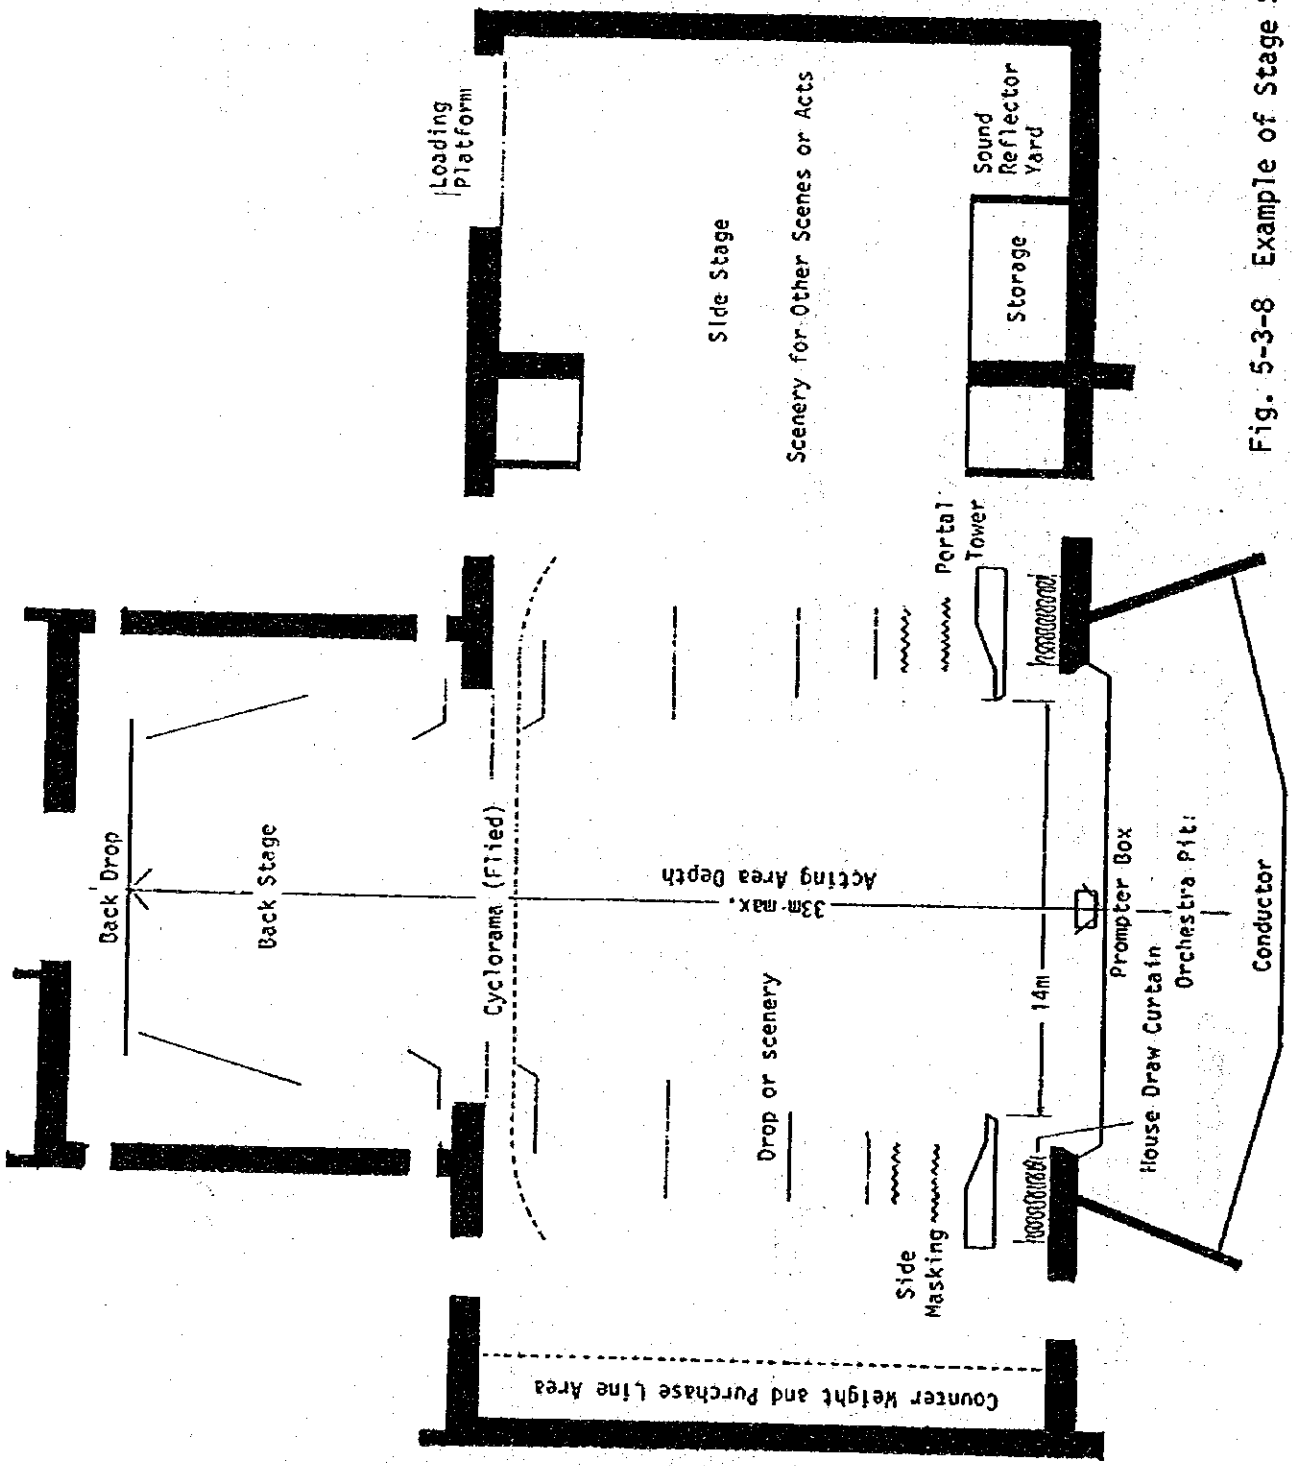 Loading
Platform
Side Stage
Scenery for Other Scenes or Acts
Sound
Reflector
Yard
Storage
Portal
Tower
Back Drop
Back Stage
Cyclorama (Flied)
33m max.
Acting Area Depth
Drop or scenery
14m
Prompter Box
Orchestra Pit
House Draw Curtain
Conductor
Side
Masking
Counter Weight and Purchase Line Area
Fig. 5-3-8 Example of Stage